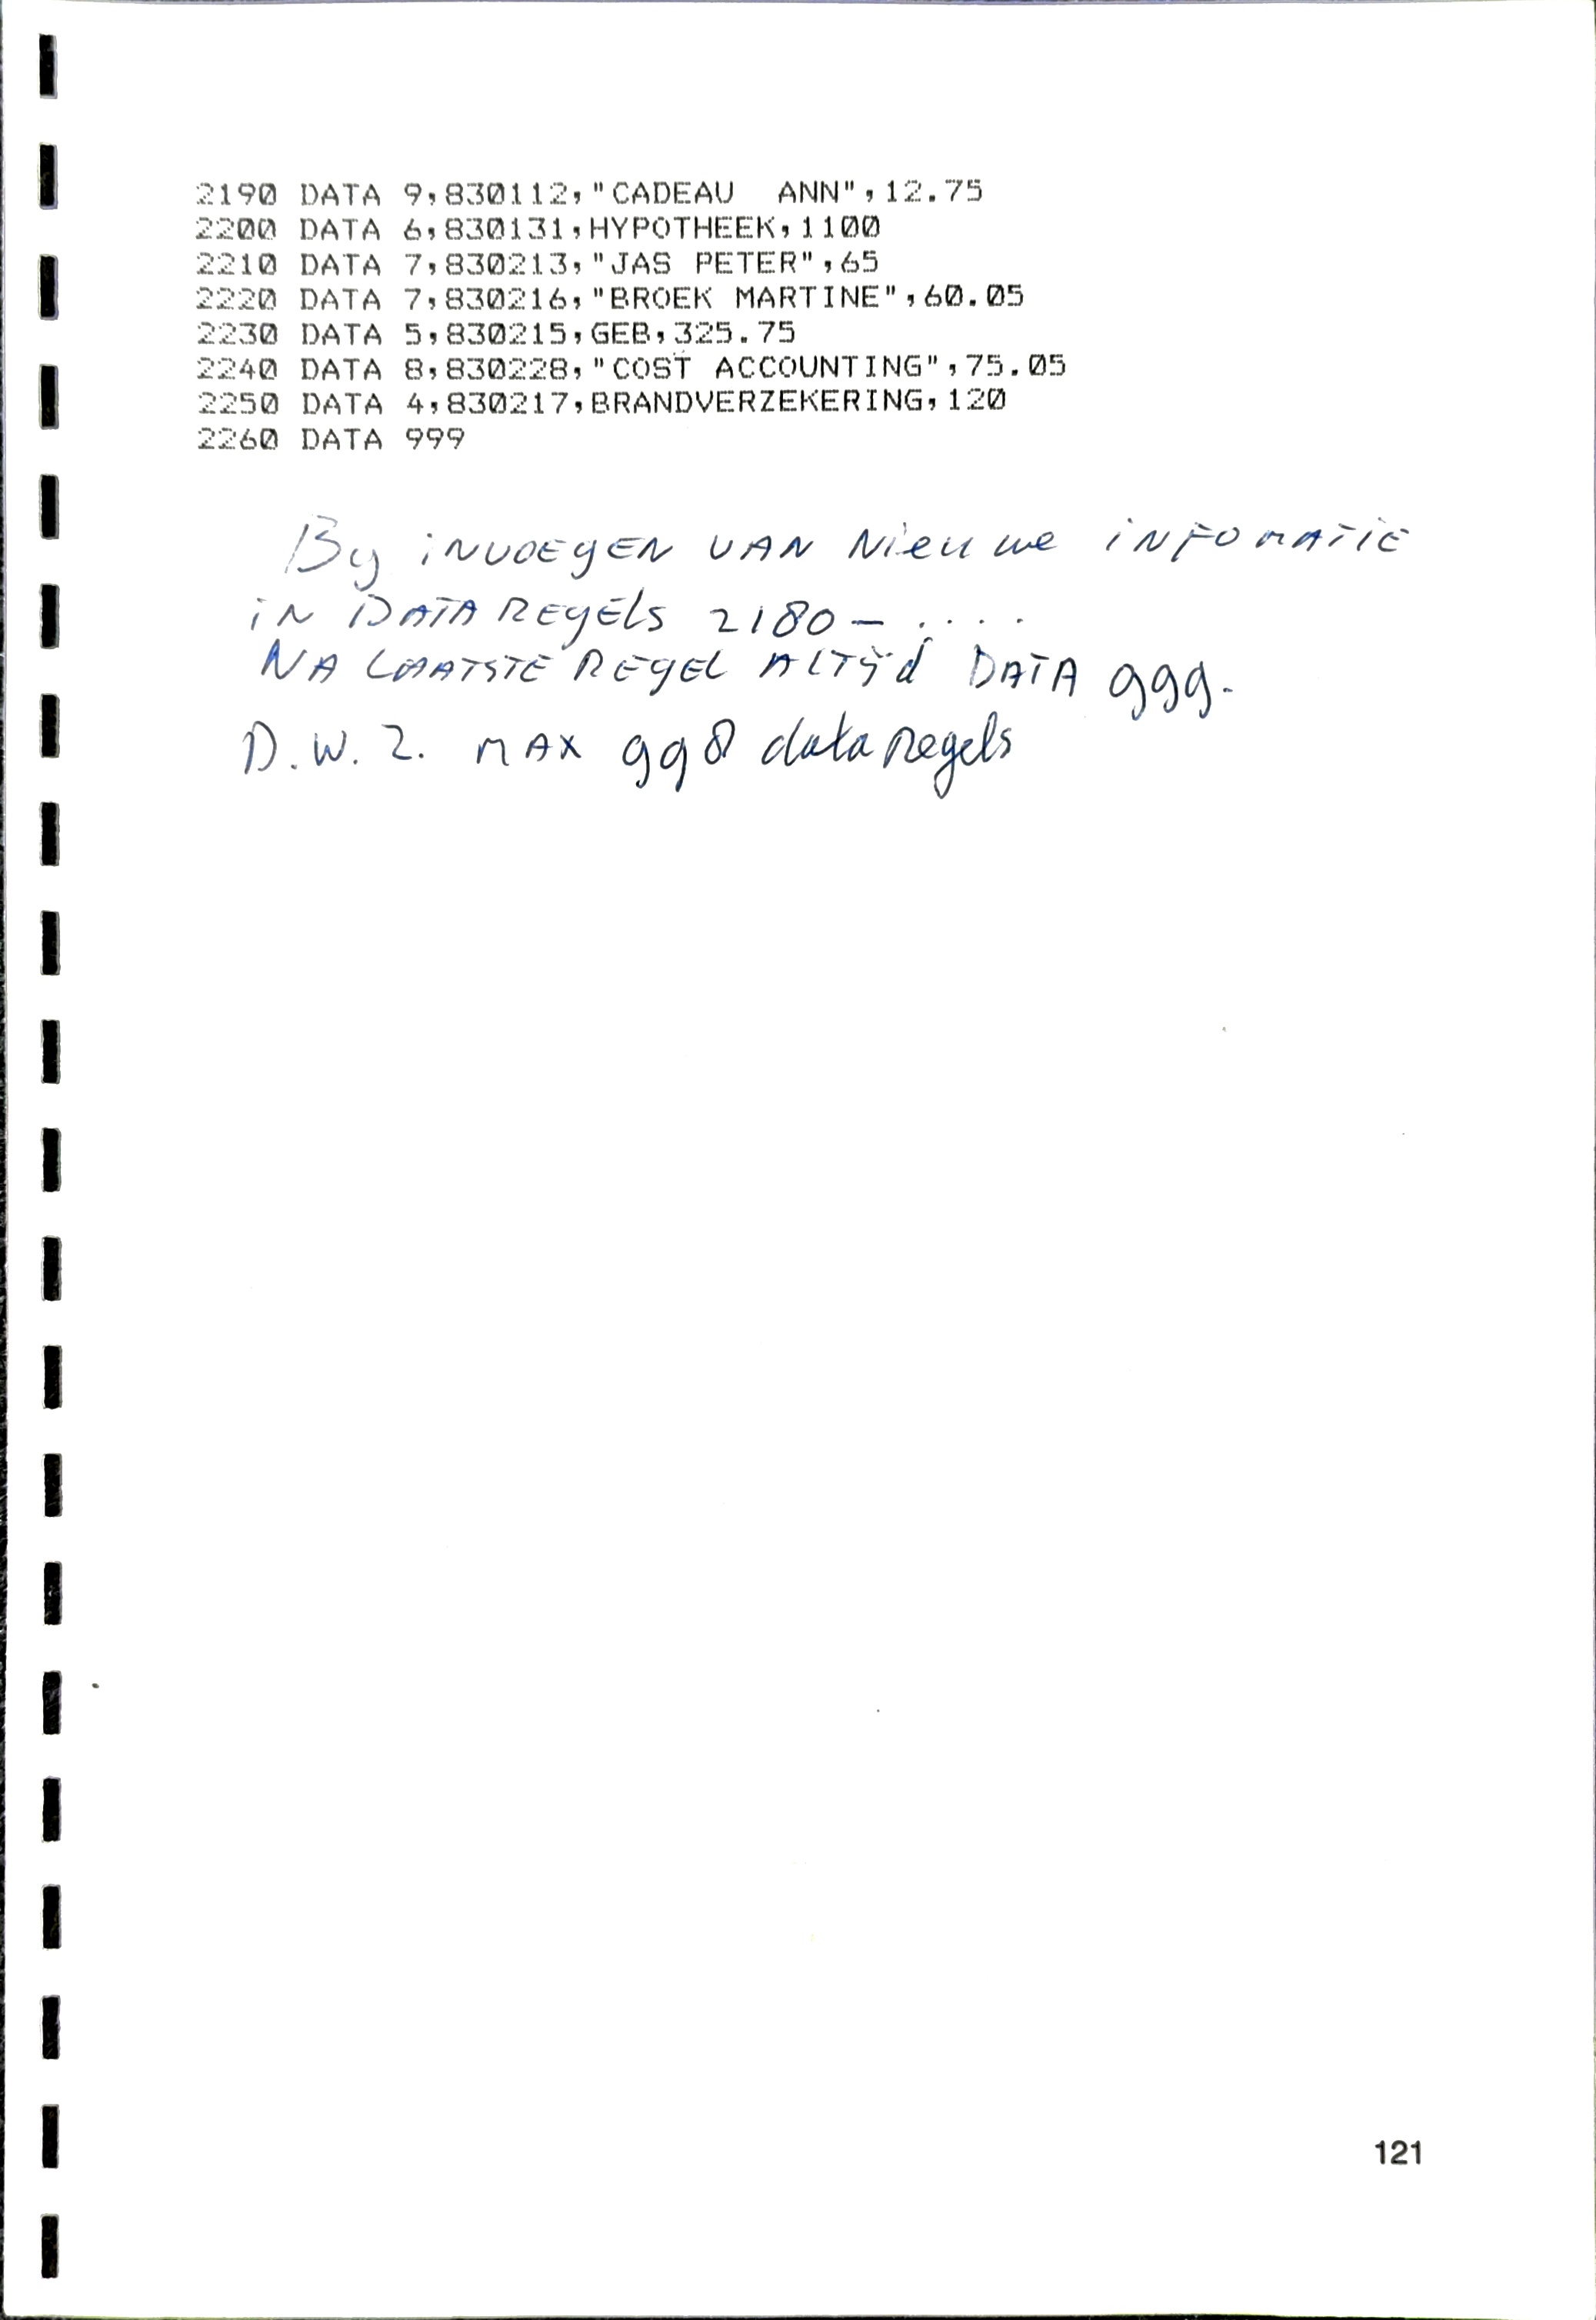 2190 DATA 9,830112,"CADEAU  ANN",12.75
2200 DATA 6,830131,HYPOTHEEK,1100
2210 DATA 7,830213,"JAS PETER",65
2220 DATA 7,830216,"BROEK MARTINE",60.05
2230 DATA 5,830215,GEB,325.75
2240 DATA 8,830228,"COST ACCOUNTING",75.05
2250 DATA 4,830217,BRANDVERZEKERING,120
2260 DATA 999
By iNVOEgEN VAN Nieuwe iNFOMATiE
iN DATA REgEls 2180 – ....
NA LAATSTE REgEL ALTijd DATA 999.
D.W.Z. MAX 998 data Regels
121